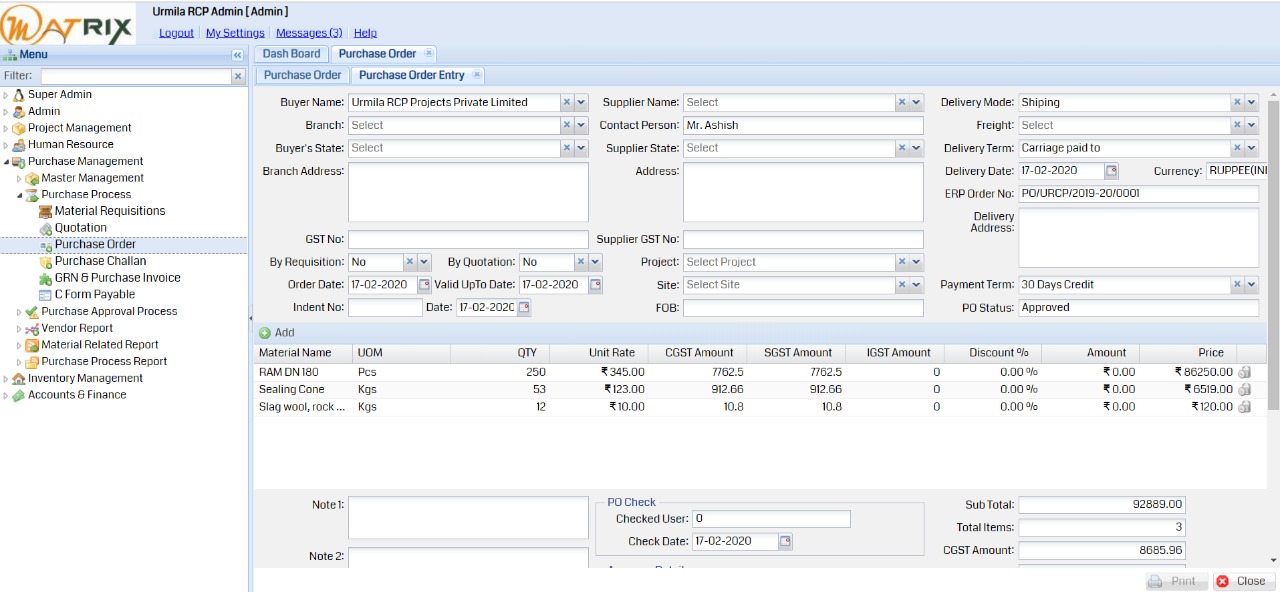 MATRIX
Urmila RCP Admin [ Admin ]
Logout My Settings Messages (3) Help
Menu
Filter:
Super Admin
Admin
Project Management
Human Resource
Purchase Management
Master Management
Purchase Process
Material Requisitions
Quotation
Purchase Order
Purchase Challan
GRN & Purchase Invoice
C Form Payable
Purchase Approval Process
Vendor Report
Material Related Report
Purchase Process Report
Inventory Management
Accounts & Finance
Dash Board Purchase Order
Purchase Order Purchase Order Entry
Buyer Name: Urmila RCP Projects Private Limited Supplier Name: Select Delivery Mode: Shiping
Branch: Select Contact Person: Mr. Ashish Freight: Select
Buyer's State: Select Supplier State: Select Delivery Term: Carriage paid to
Branch Address: Address: Delivery Date: 17-02-2020 Currency: RUPPEE(INI
ERP Order No: PO/URCP/2019-20/0001
Delivery
Address:
GST No: Supplier GST No:
By Requisition: No By Quotation: No Project: Select Project
Order Date: 17-02-2020 Valid UpTo Date: 17-02-2020 Site: Select Site Payment Term: 30 Days Credit
Indent No: Date: 17-02-202 FOB: PO Status: Approved
Add
Material Name UOM QTY Unit Rate CGST Amount SGST Amount IGST Amount Discount % Amount Price
RAM DN 180 Pcs 250 ₹ 345.00 7762.5 7762.5 0 0.00 % ₹ 0.00 ₹ 86250.00
Sealing Cone Kgs 53 ₹ 123.00 912.66 912.66 0 0.00 % ₹ 0.00 ₹ 6519.00
Slag wool, rock ... Kgs 12 ₹ 10.00 10.8 10.8 0 0.00 % ₹ 0.00 ₹ 120.00
Note 1: PO Check Sub Total: 92889.00
Checked User: 0 Total Items: 3
Check Date: 17-02-2020 CGST Amount: 8685.96
Note 2:
Print Close